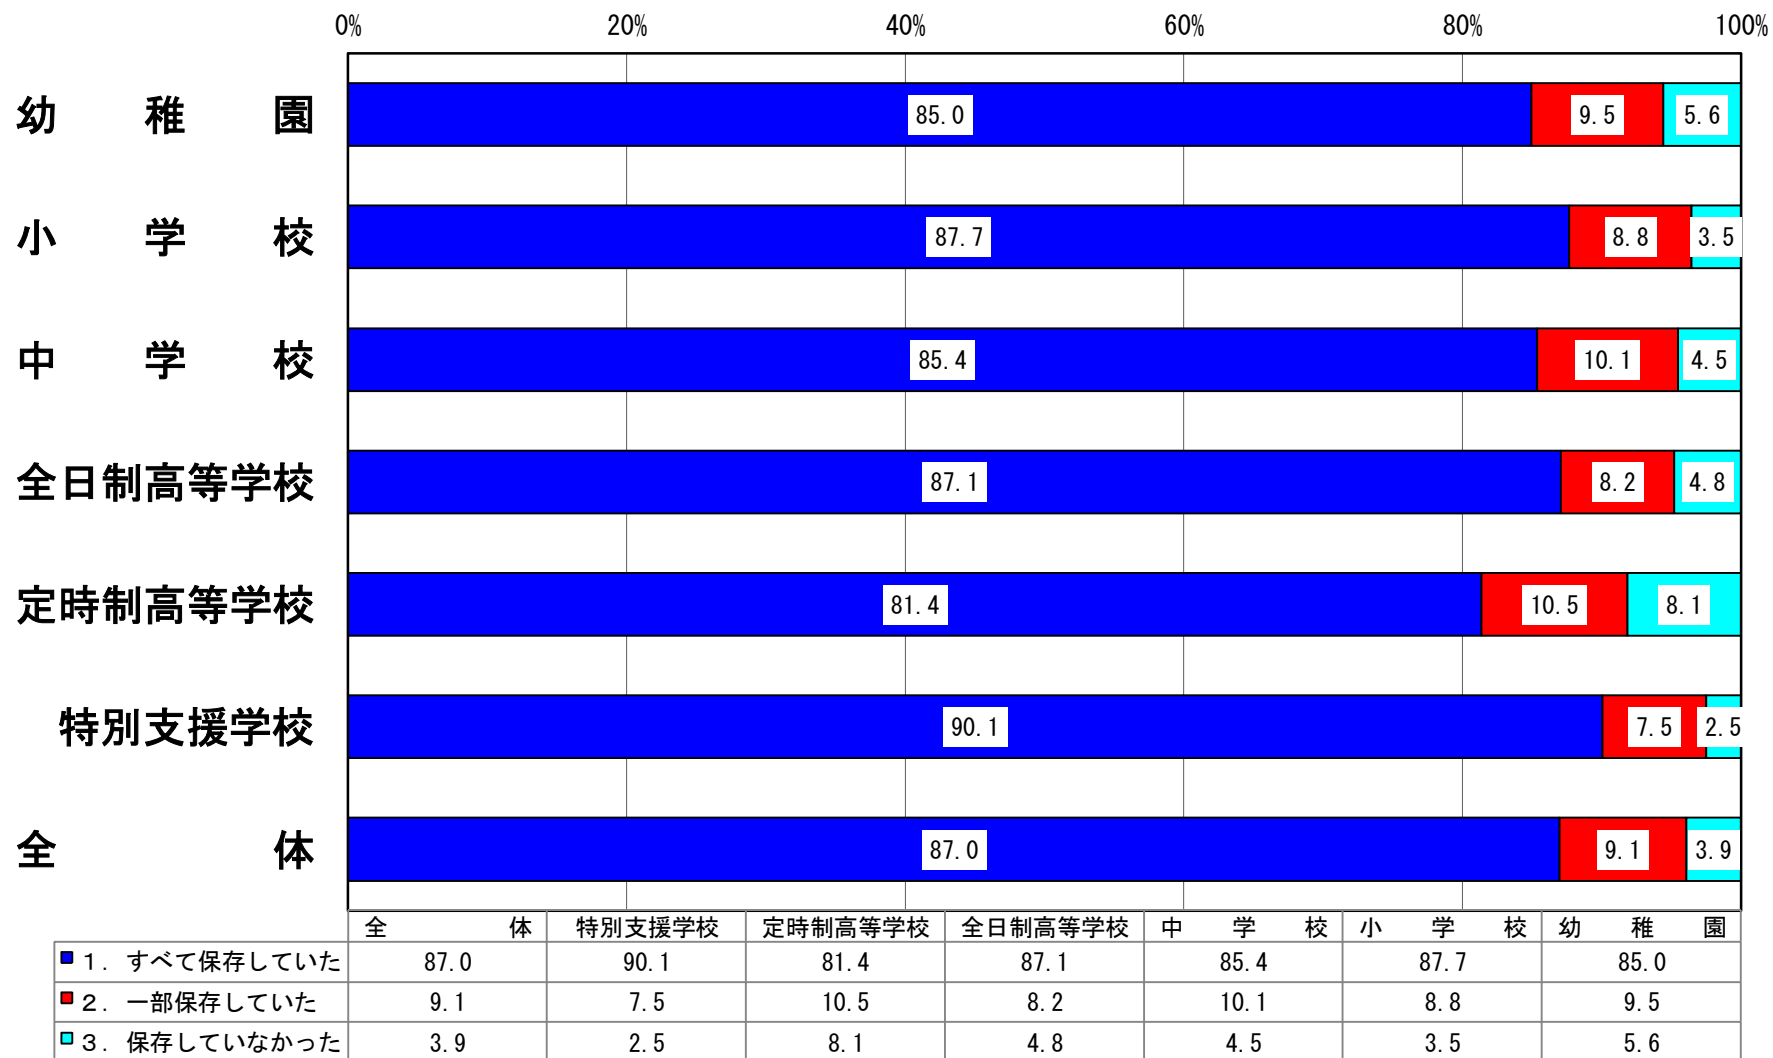 0% 20% 40% 60% 80% 100%
幼稚園 85.0 9.5 5.6
小学校 87.7 8.8 3.5
中学校 85.4 10.1 4.5
全日制高等学校 87.1 8.2 4.8
定時制高等学校 81.4 10.5 8.1
特別支援学校 90.1 7.5 2.5
全体 87.0 9.1 3.9
全体 特別支援学校 定時制高等学校 全日制高等学校 中学校 小学校 幼稚園
１．すべて保存していた 87.0 90.1 81.4 87.1 85.4 87.7 85.0
２．一部保存していた 9.1 7.5 10.5 8.2 10.1 8.8 9.5
３．保存していなかった 3.9 2.5 8.1 4.8 4.5 3.5 5.6